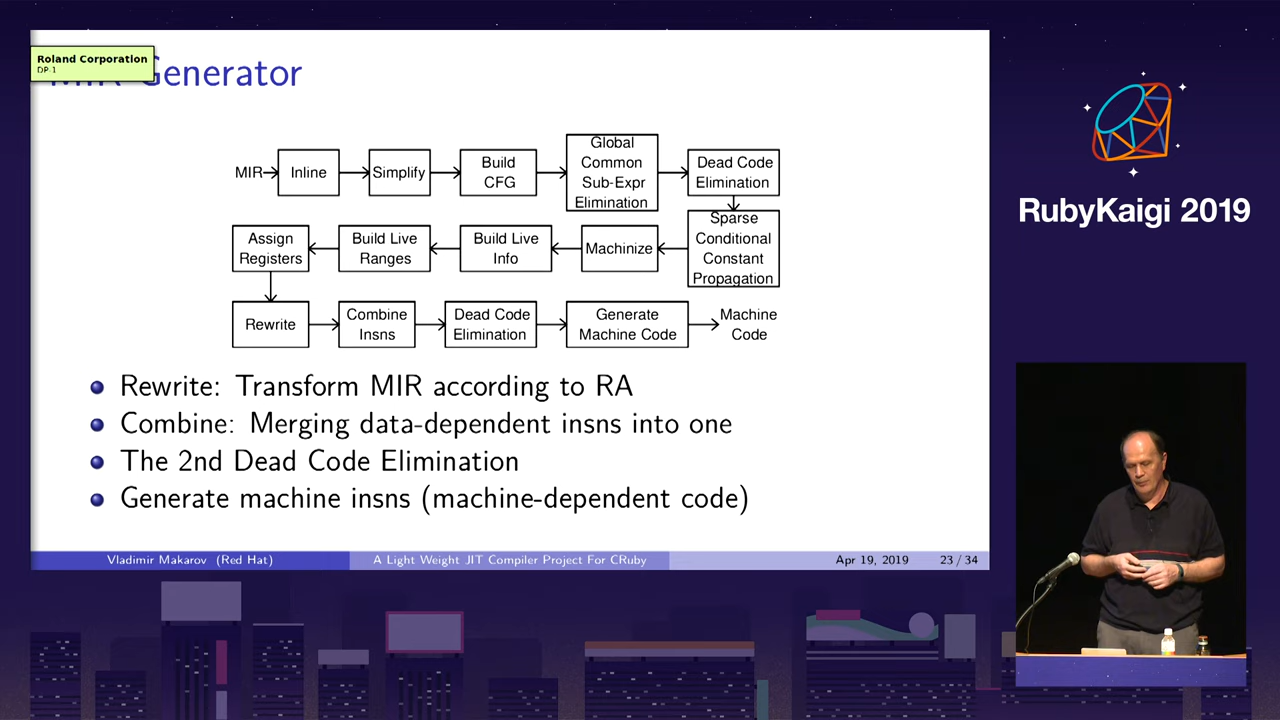 Roland Corporation
DP-1
MIR Generator
MIR
Inline
Simplify
Build
CFG
Global
Common
Sub-Expr
Elimination
Dead Code
Elimination
Sparse
Conditional
Constant
Propagation
Machinize
Build Live
Info
Build Live
Ranges
Assign
Registers
Rewrite
Combine
Insns
Dead Code
Elimination
Generate
Machine Code
Machine
Code
Rewrite: Transform MIR according to RA
Combine: Merging data-dependent insns into one
The 2nd Dead Code Elimination
Generate machine insns (machine-dependent code)
Vladimir Makarov (Red Hat)
A Light Weight JIT Compiler Project For CRuby
Apr 19, 2019
23 / 34
RubyKaigi 2019